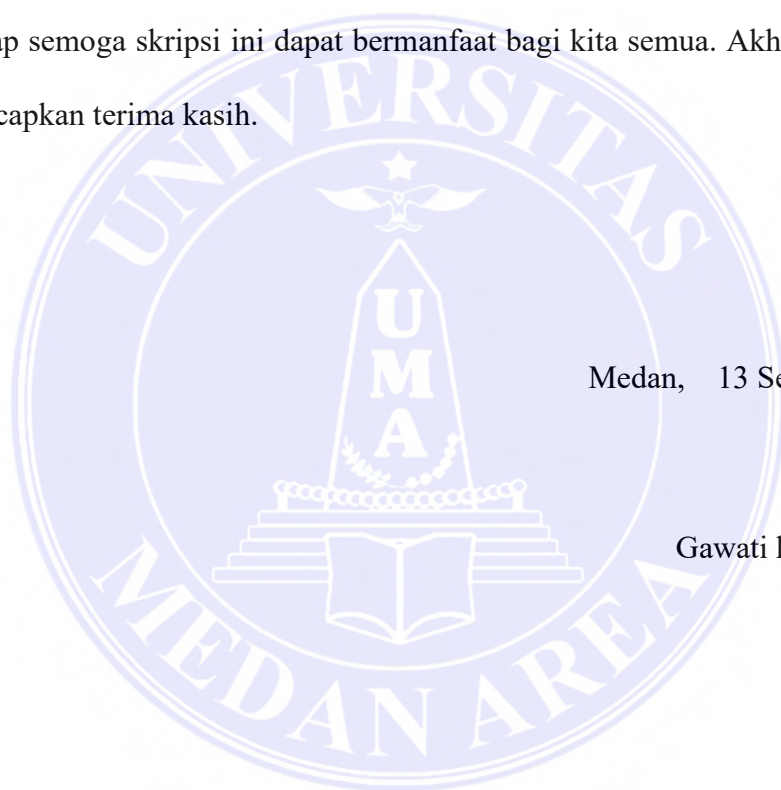 ap semoga skripsi ini dapat bermanfaat bagi kita semua. Akh
capkan terima kasih.
UNIVERSITAS
U
M
A
Medan, 13 Se
Gawati
MEDAN AREA